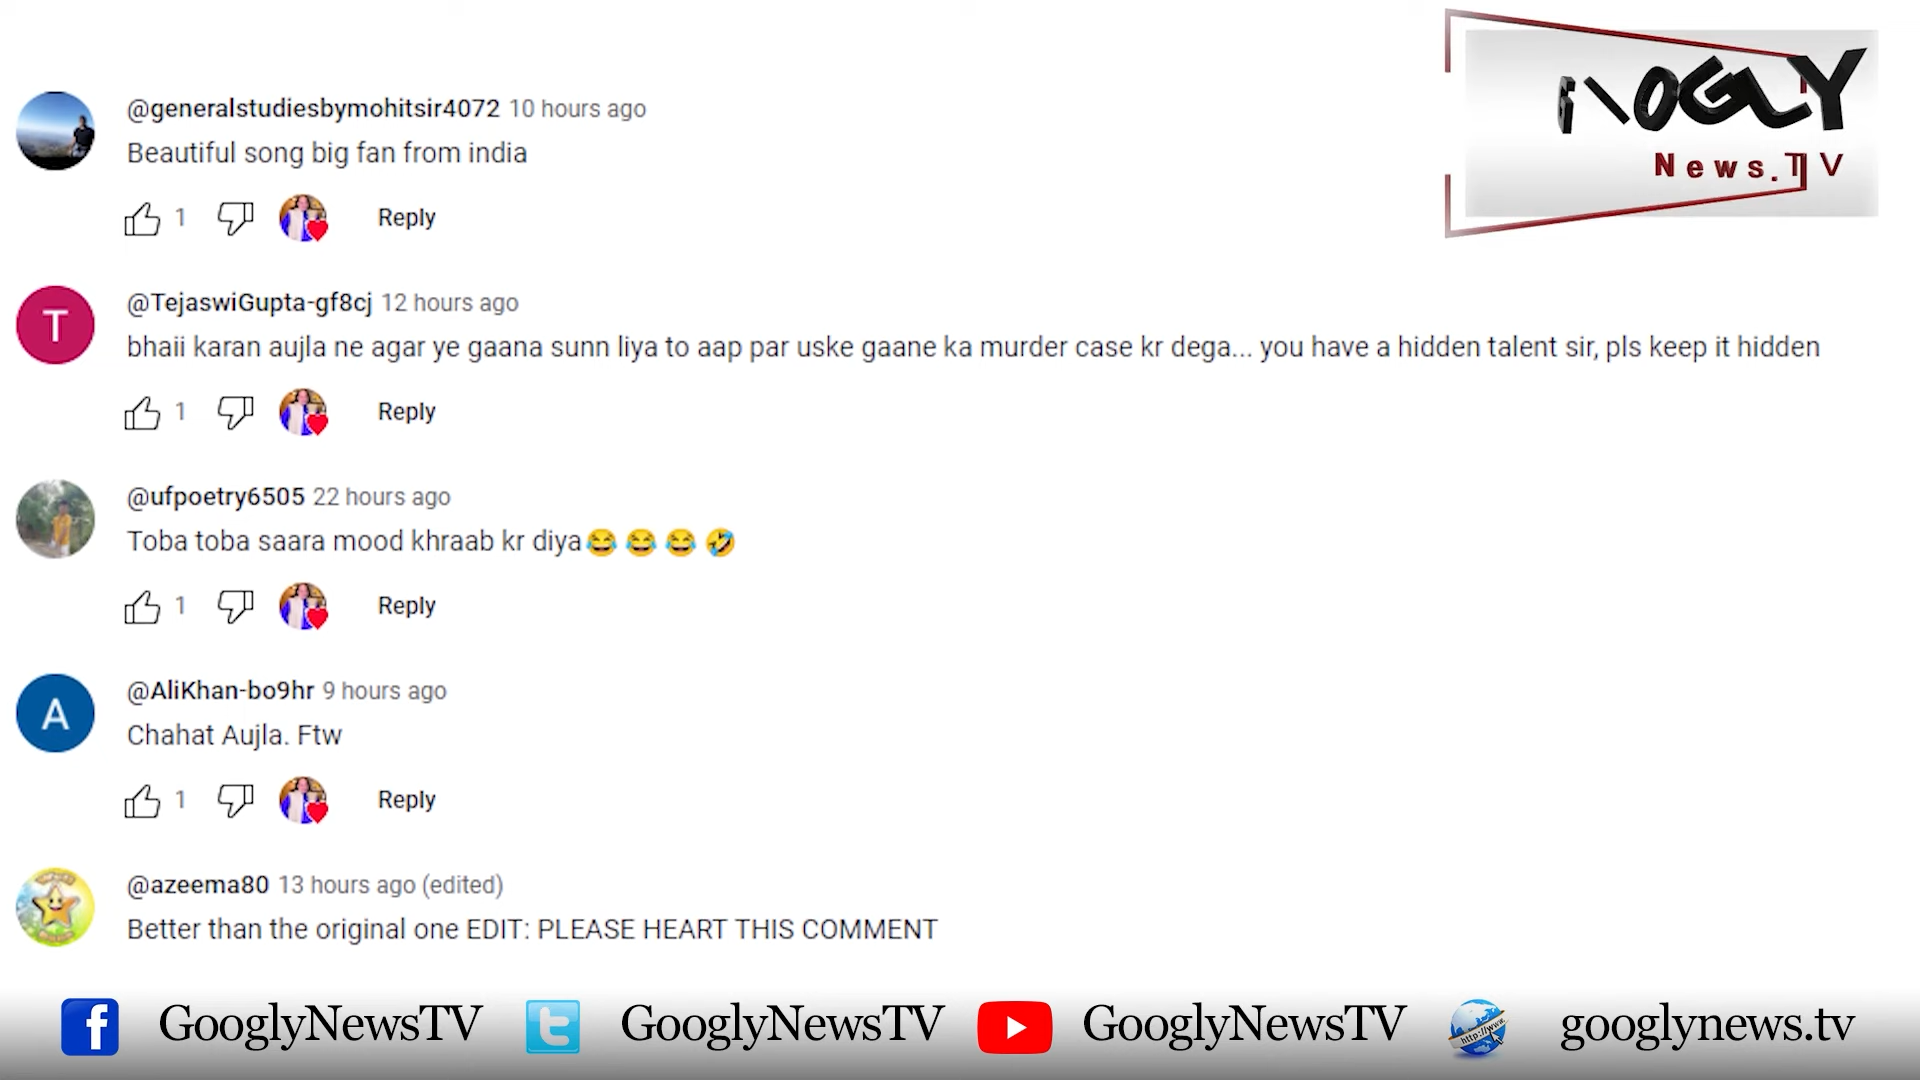 @generalstudiesbymohitsir4072 10 hours ago
Beautiful song big fan from india
1 Reply
@TejaswiGupta-gf8cj 12 hours ago
bhaii karan aujla ne agar ye gaana sunn liya to aap par uske gaane ka murder case kr dega... you have a hidden talent sir, pls keep it hidden
1 Reply
@ufpoetry6505 22 hours ago
Toba toba saara mood khraab kr diya😂😂😂🤣
1 Reply
@AliKhan-bo9hr 9 hours ago
Chahat Aujla. Ftw
1 Reply
@azeema80 13 hours ago (edited)
Better than the original one EDIT: PLEASE HEART THIS COMMENT
T
A
GOOGLY
News.TV
GooglyNewsTV
GooglyNewsTV
GooglyNewsTV
http://www.
googlynews.tv